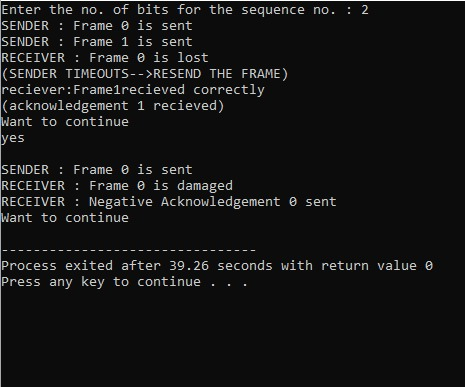 Enter the no. of bits for the sequence no. : 2
SENDER : Frame 0 is sent
SENDER : Frame 1 is sent
RECEIVER : Frame 0 is lost
(SENDER TIMEOUTS-->RESEND THE FRAME)
reciever:Frame1recieved correctly
(acknowledgement 1 recieved)
Want to continue
yes

SENDER : Frame 0 is sent
RECEIVER : Frame 0 is damaged
RECEIVER : Negative Acknowledgement 0 sent
Want to continue

--------------------------------
Process exited after 39.26 seconds with return value 0
Press any key to continue . . .